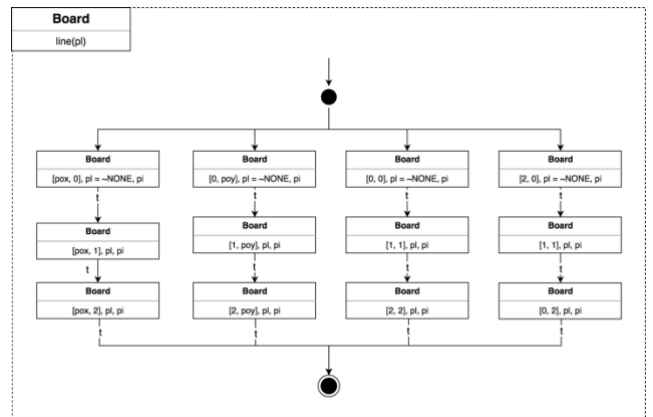 Board
line(pl)
Board Board Board Board
[pox, 0], pl = ~NONE, pi [0, poy], pl = ~NONE, pi [0, 0], pl = ~NONE, pi [2, 0], pl = ~NONE, pi
t t t t
Board Board Board Board
[pox, 1], pl, pi [1, poy], pl, pi [1, 1], pl, pi [1, 1], pl, pi
t t t t
Board Board Board Board
[pox, 2], pl, pi [2, poy], pl, pi [2, 2], pl, pi [0, 2], pl, pi
t t t t